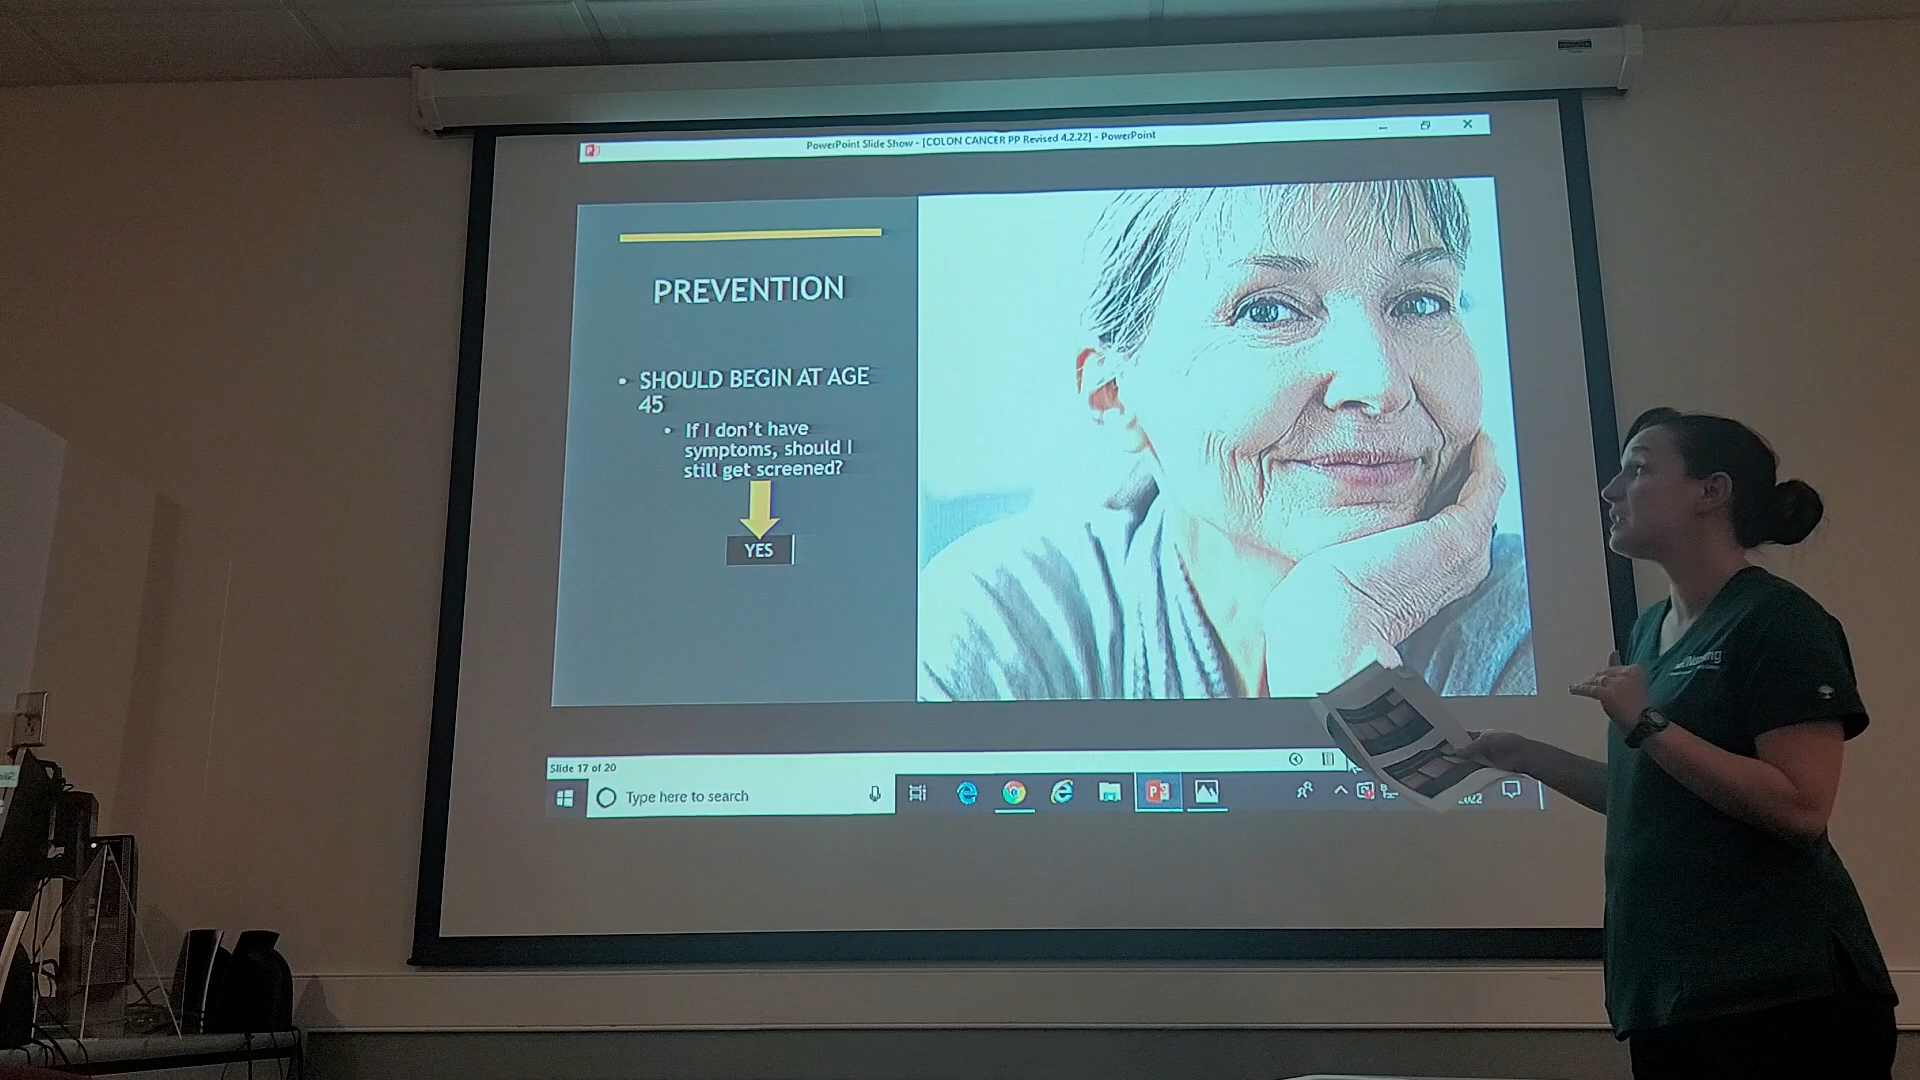 PowerPoint Slide Show - [COLON CANCER PP Revised 4.2.22] - PowerPoint
PREVENTION
• SHOULD BEGIN AT AGE
45
• If I don't have
symptoms, should I
still get screened?
YES
Slide 17 of 20
Type here to search